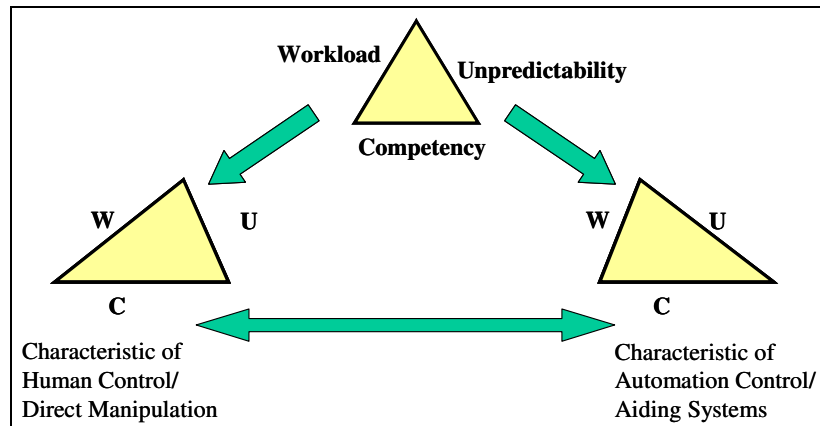 Workload
Unpredictability
Competency
W
U
C
W
U
C
Characteristic of
Human Control/
Direct Manipulation
Characteristic of
Automation Control/
Aiding Systems